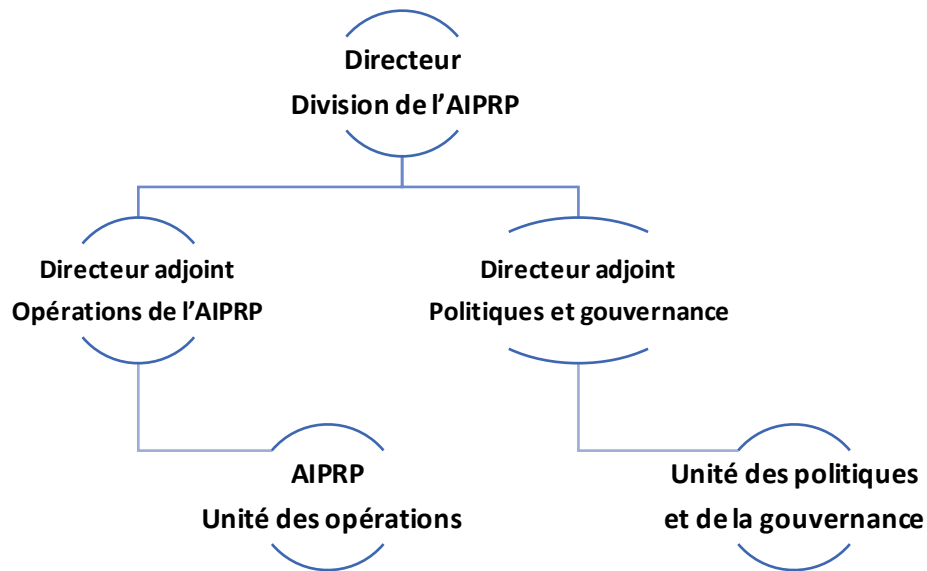 Directeur
Division de l’AIPRP
Directeur adjoint
Opérations de l’AIPRP
Directeur adjoint
Politiques et gouvernance
AIPRP
Unité des opérations
Unité des politiques
et de la gouvernance